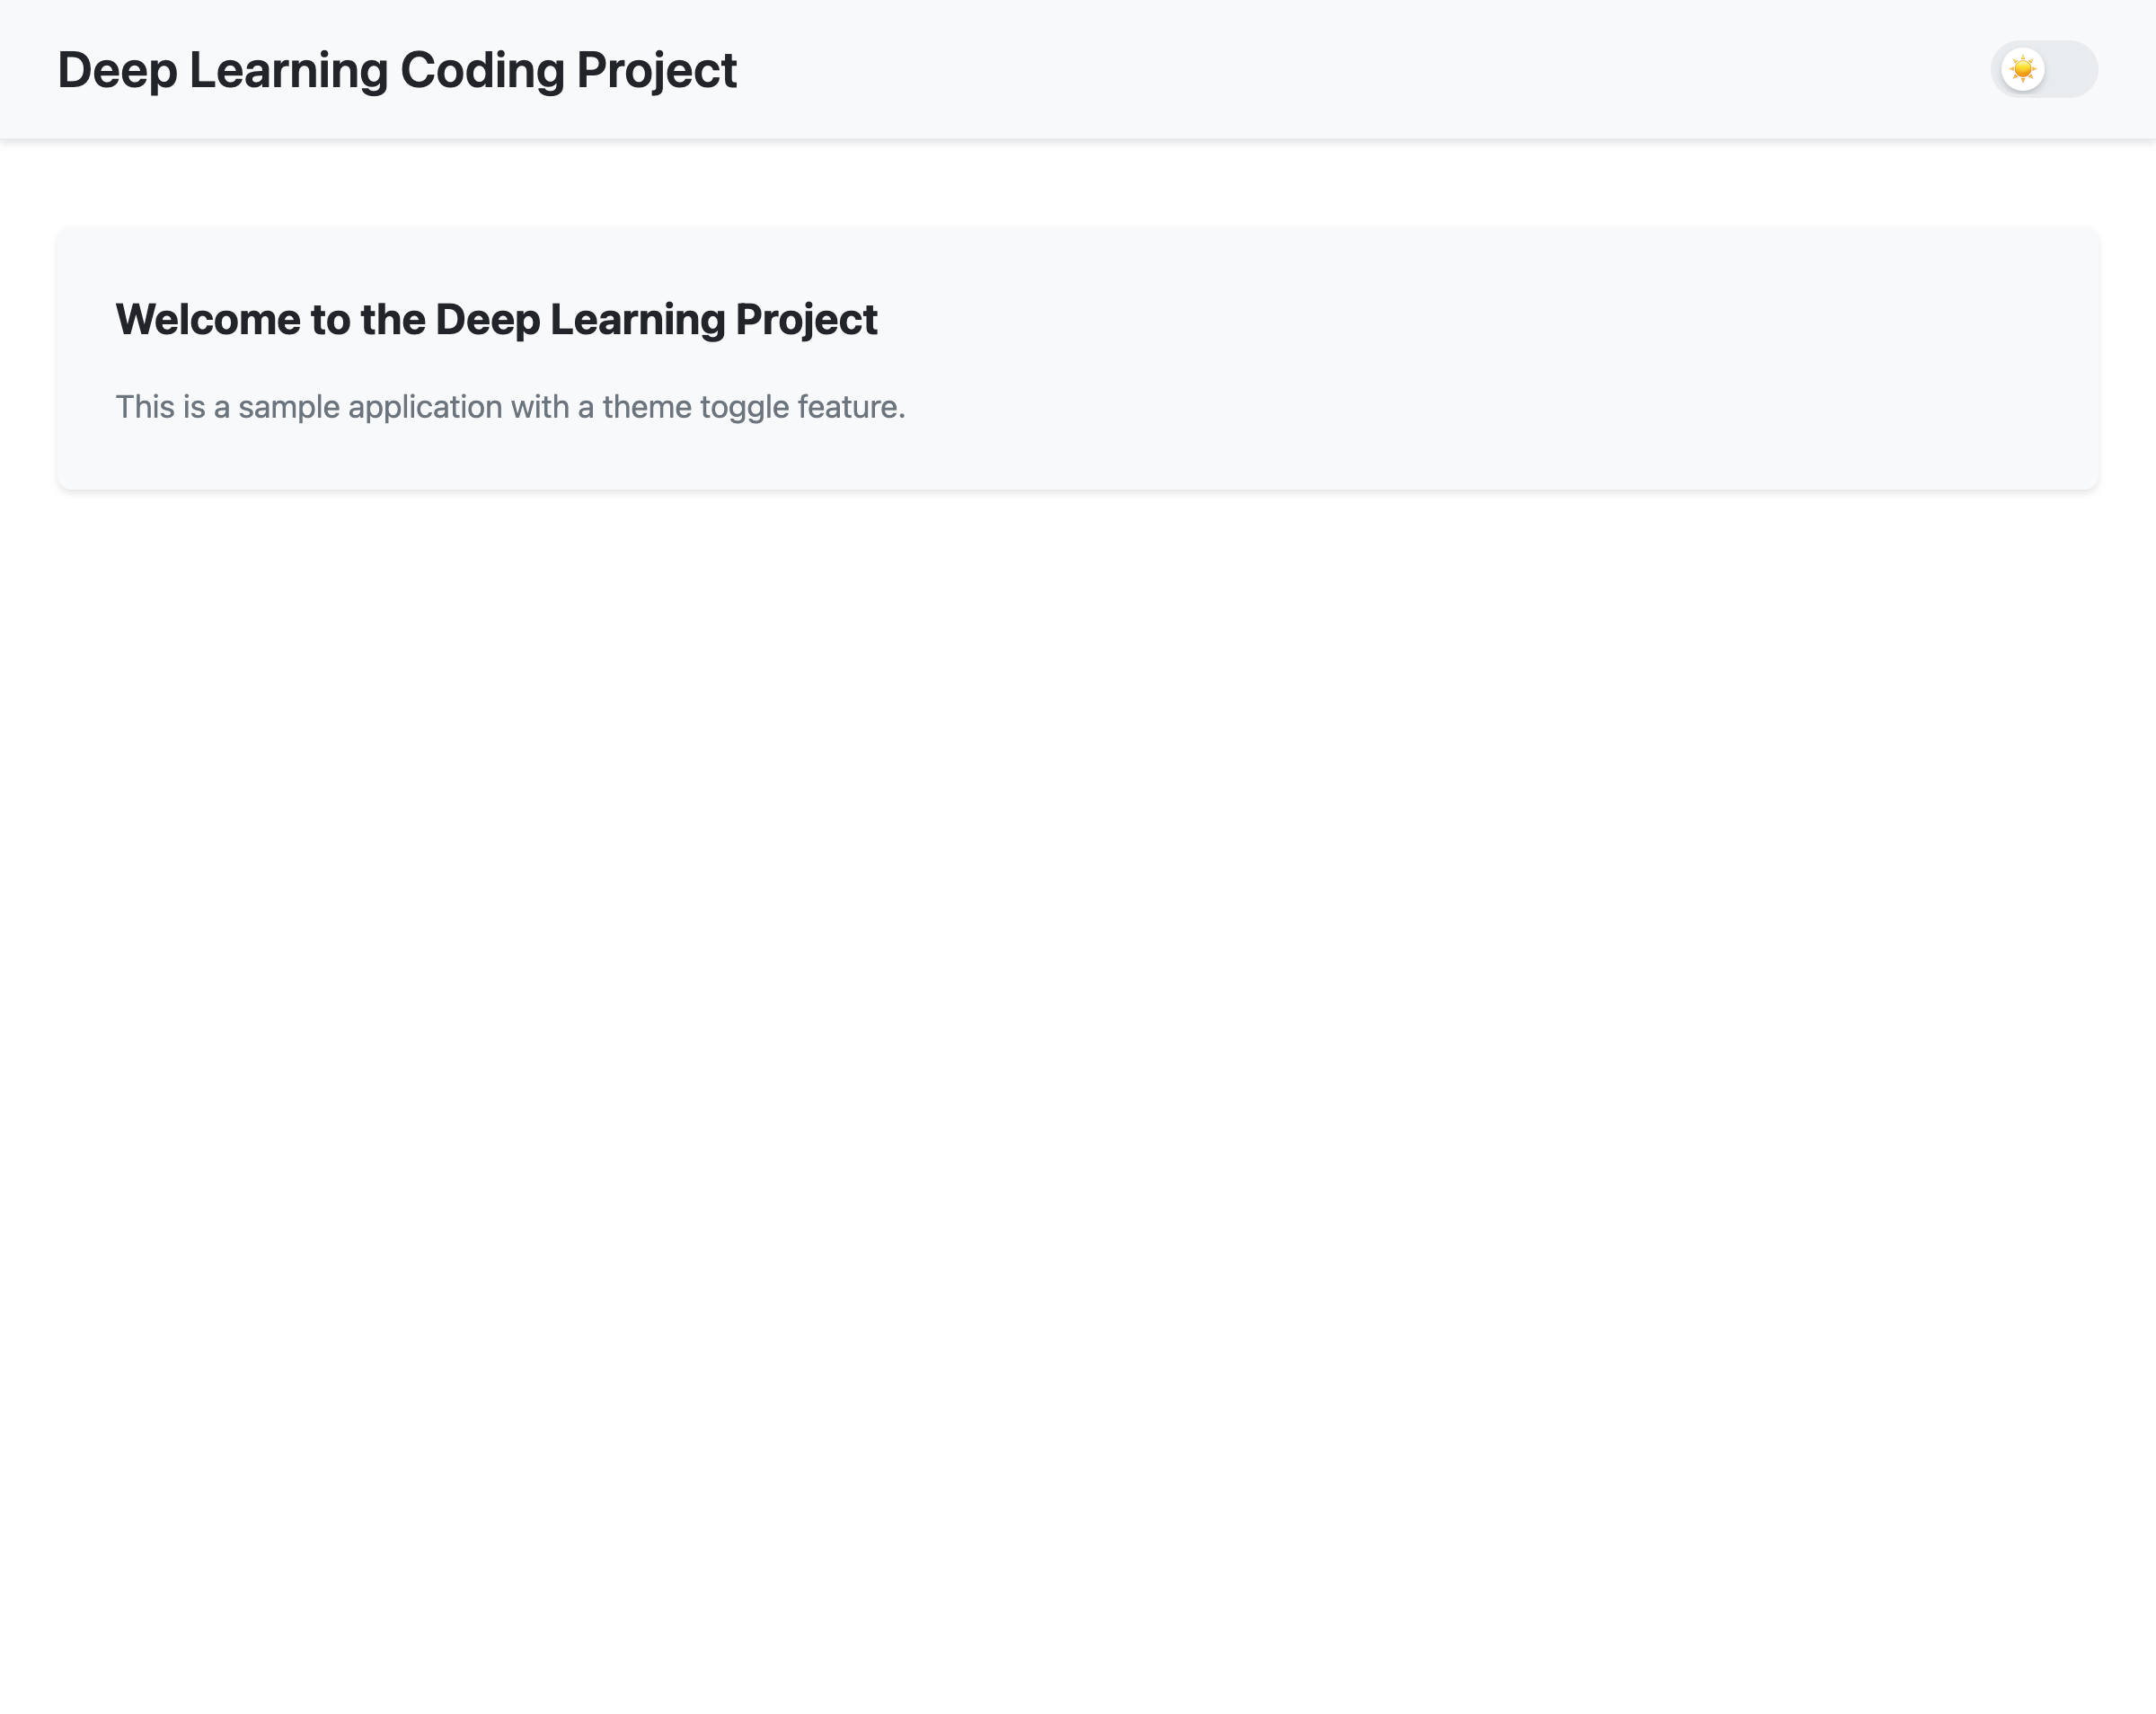 Deep Learning Coding Project
Welcome to the Deep Learning Project
This is a sample application with a theme toggle feature.